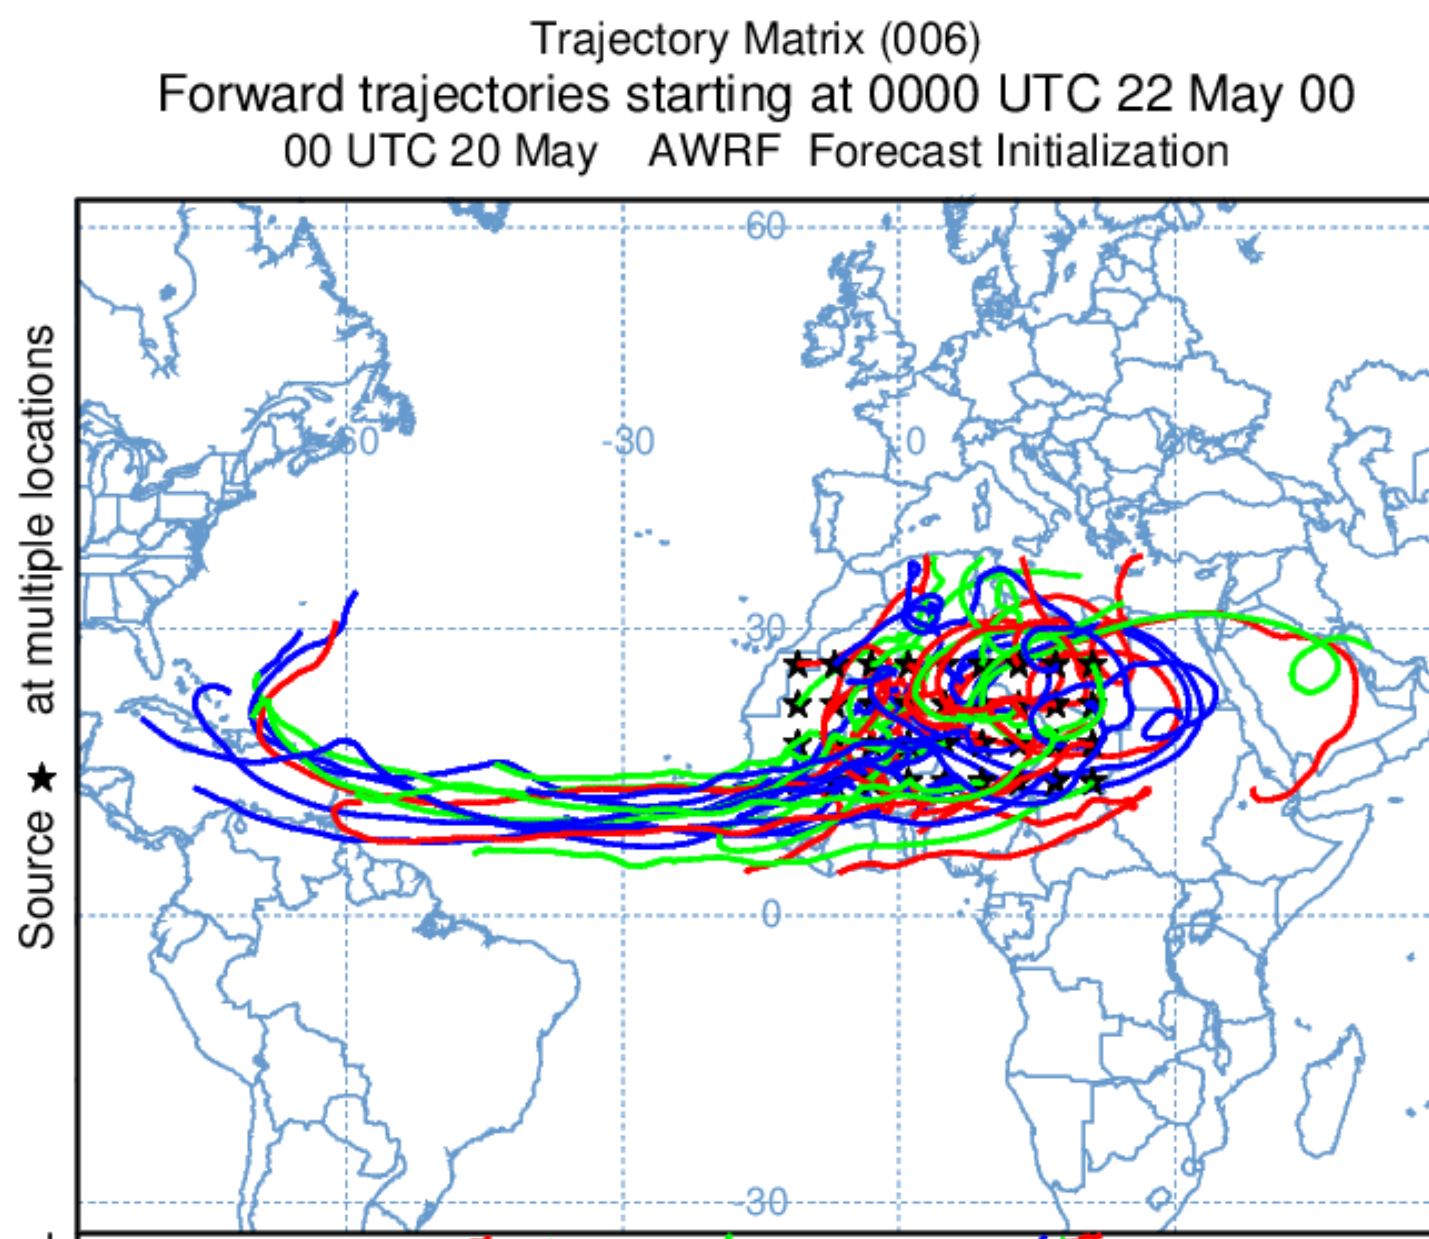 Trajectory Matrix (006)
Forward trajectories starting at 0000 UTC 22 May 00
00 UTC 20 May AWRF Forecast Initialization
Source ★ at multiple locations
60
-30
0
30
0
-30